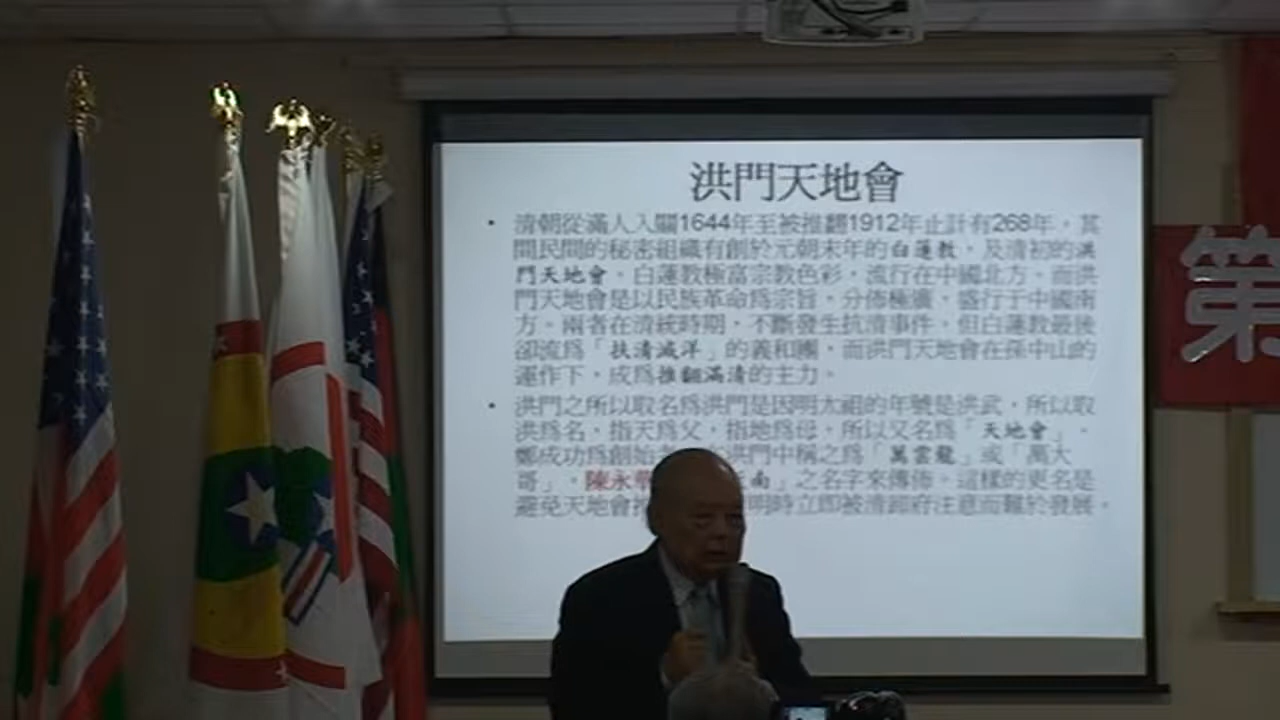 洪門天地會
• 清朝從滿人入關1644年至被推翻1912年止計有268年，其
間民間的秘密組織有創於元朝末年的白蓮教，及清初的洪
門天地會。白蓮教極富宗教色彩，流行在中國北方。而洪
門天地會是以民族革命為宗旨，分佈極廣，盛行于中國南
方。兩者在清統時期，不斷發生抗清事件，但白蓮教最後
卻流為「扶清滅洋」的義和團，而洪門天地會在孫中山的
運作下，成為推翻滿清的主力。
• 洪門之所以取名為洪門是因明太祖的年號是洪武，所以取
洪為名，指天為父，指地為母，所以又名為「天地會」。
鄭成功為創始 洪門中稱之為「萬雲龍」或「萬大
哥」。陳永華 南」之名字來傳佈。這樣的更名是
避免天地會 明時立即被清朝府注意而難於發展。
第